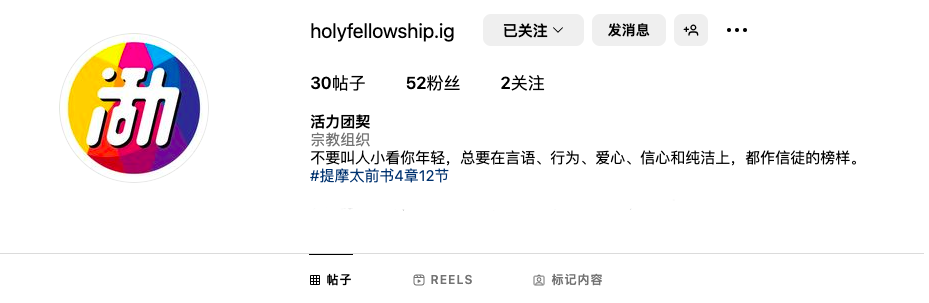 holyfellowship.ig 已关注 发消息
30帖子 52粉丝 2关注
活力团契
宗教组织
不要叫人小看你年轻，总要在言语、行为、爱心、信心和纯洁上，都作信徒的榜样。
#提摩太前书4章12节
帖子 REELS 标记内容